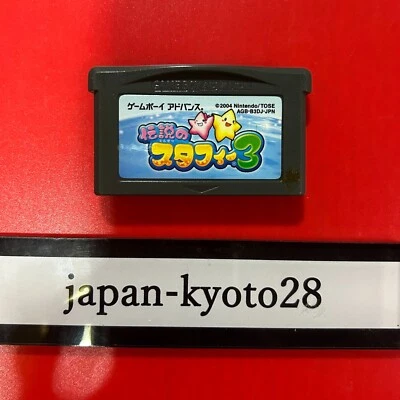 ゲームボーイ アドバンス。
©2004 Nintendo/TOSE
AGB-B3DJ-JPN
伝説の
スタフィー3
japan-kyoto28